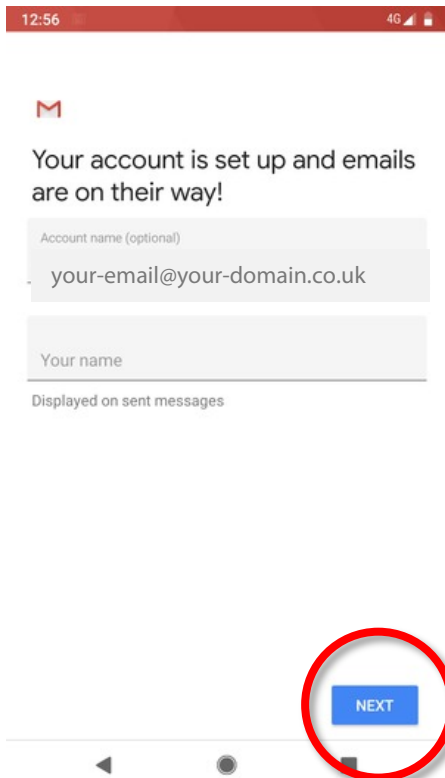 12:56
4G
Your account is set up and emails
are on their way!
Account name (optional)
your-email@your-domain.co.uk
Your name
Displayed on sent messages
NEXT